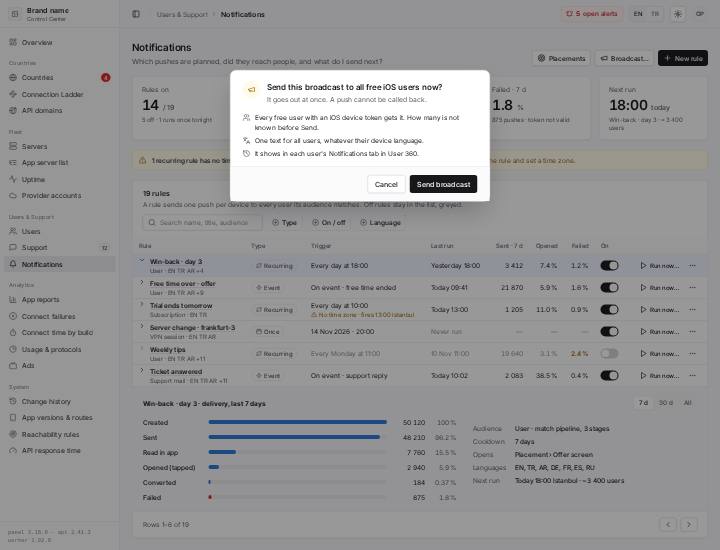 Brand name
Control Center
Users & Support › Notifications
5 open alerts
EN TR
OP
Overview
Countries
Countries 4
Connection Ladder
API domains
Fleet
Servers
App server list
Uptime
Provider accounts
Users & Support
Users
Support 12
Notifications
Analytics
App reports
Connect failures
Connect time by build
Usage & protocols
Ads
System
Change history
App versions & routes
Reachability rules
API response time
Notifications
Which pushes are planned, did they reach people, and what do I send next?
Placements
Broadcast...
New rule
Rules on
14 / 19
5 off · 1 runs once tonight
Failed · 7 d
1.8 %
875 pushes · token not valid
Next run
18:00 today
Win-back · day 3 · ~3 400 users
Send this broadcast to all free iOS users now?
It goes out at once. A push cannot be called back.
Every free user with an iOS device token gets it. How many is not
known before Send.
One text for all users, whatever their device language.
It shows in each user's Notifications tab in User 360.
Cancel
Send broadcast
1 recurring rule has no tim
the rule and set a time zone.
19 rules
A rule sends one push per device to every user its audience matches. Off rules stay in the list, greyed.
Search name, title, audience
Type
On / off
Language
Rule Type Trigger Last run Sent · 7 d Opened Failed On
Win-back · day 3 Recurring Every day at 18:00 Yesterday 18:00 3 412 7.4 % 1.2 % Run now... ···
User · EN TR AR +4
Free time over · offer Event On event · free time ended Today 09:41 21 870 5.9 % 1.6 % Run now... ···
User · EN TR AR +9
Trial ends tomorrow Recurring Every day at 10:00 Today 13:00 1 205 11.0 % 0.9 % Run now... ···
Subscription · EN TR No time zone · fires 13:00 Istanbul
Server change · frankfurt-3 Once 14 Nov 2026 · 20:00 Never run — — — Run now... ···
VPN session · EN TR AR
Weekly tips Recurring Every Monday at 11:00 10 Nov 11:00 19 640 3.1 % 2.4 % Run now... ···
User · EN TR AR +11
Ticket answered Event On event · support reply Today 10:02 2 083 38.5 % 0.4 % Run now... ···
Support mail · EN TR AR +11
Win-back · day 3 · delivery, last 7 days
7 d 30 d All
Created 50 120 100 %
Sent 48 210 96.2 %
Read in app 7 760 15.5 %
Opened (tapped) 2 940 5.9 %
Converted 184 0.37 %
Failed 875 1.8 %
Audience User · match pipeline, 3 stages
Cooldown 7 days
Opens Placement › Offer screen
Languages EN, TR, AR, DE, FR, ES, RU
Next run Today 18:00 Istanbul · ~3 400 users
Rows 1–6 of 19